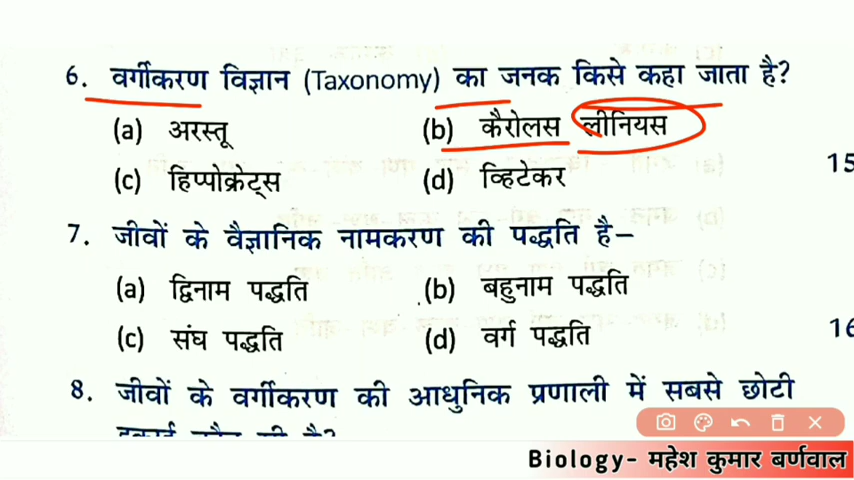 6. वर्गीकरण विज्ञान (Taxonomy) का जनक किसे कहा जाता है?
(a) अरस्तू (b) कैरोलस लीनियस
(c) हिप्पोक्रेट्स (d) व्हिटेकर
15
7. जीवों के वैज्ञानिक नामकरण की पद्धति है–
(a) द्विनाम पद्धति (b) बहुनाम पद्धति
(c) संघ पद्धति (d) वर्ग पद्धति
16
8. जीवों के वर्गीकरण की आधुनिक प्रणाली में सबसे छोटी
Biology- महेश कुमार बर्णवाल